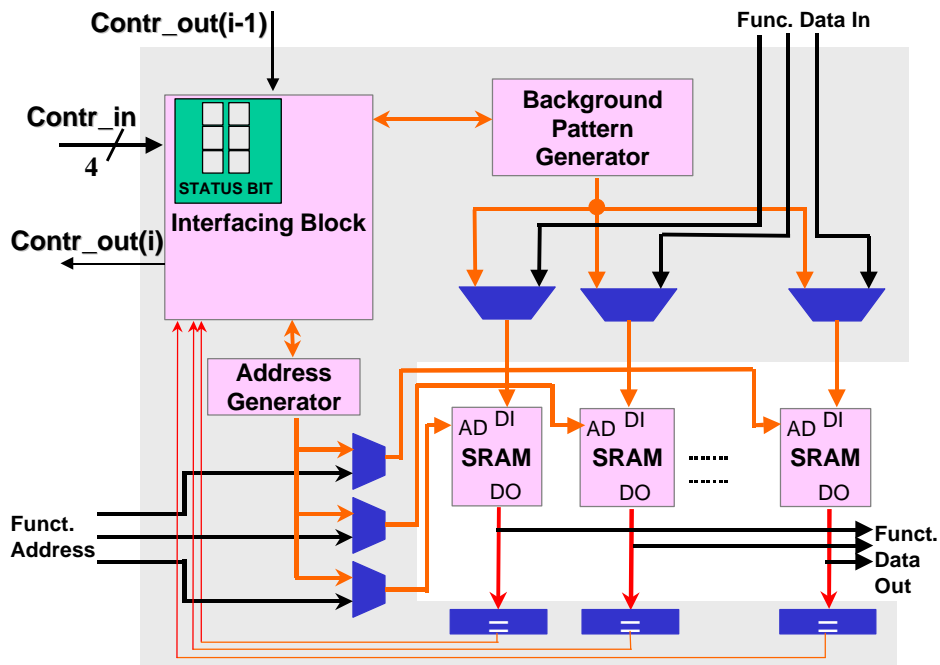 Contr_out(i-1)
Func. Data In
Contr_in
4
STATUS BIT
Interfacing Block
Background
Pattern
Generator
Contr_out(i)
Address
Generator
AD DI
SRAM
DO
AD DI
SRAM
DO
AD DI
SRAM
DO
Funct.
Address
Funct.
Data
Out
=
=
=